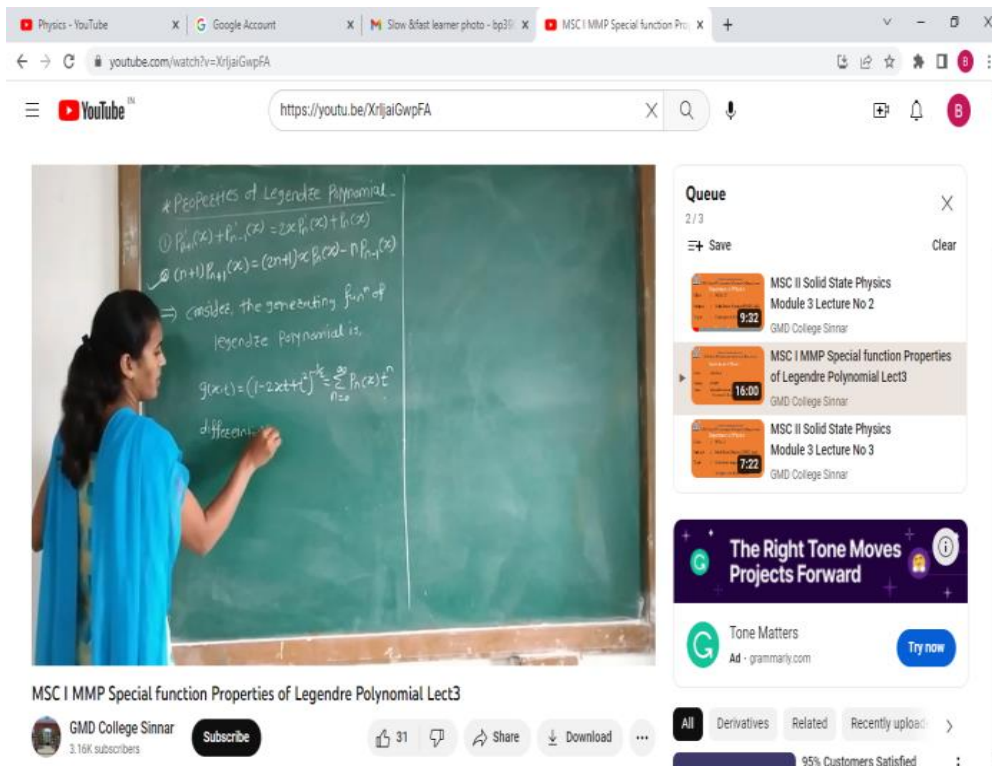 Physics - YouTube
Google Account
Slow &fast learner photo - bp39
MSC I MMP Special function Pro
youtube.com/watch?v=XrljaiGwpFA
B
YouTube IN
https://youtu.be/XrljaiGwpFA
B
* Properties of Legendre Polynomial
① P'n+1(x) + P'n-1(x) = 2xP'n(x) + Pn(x)
② (n+1)Pn+1(x) = (2n+1)xPn(x) - nPn-1(x)
⇒ consider, the generating funⁿ of
legendre polynomial is,
g(x,t) = (1-2xt+t²)^-½ = ∞Σn=0 Pn(x)tⁿ
differenti
Queue
2/3
Save
Clear
MSC II Solid State Physics
Module 3 Lecture No 2
GMD College Sinnar
9:32
MSC I MMP Special function Properties
of Legendre Polynomial Lect3
GMD College Sinnar
16:00
MSC II Solid State Physics
Module 3 Lecture No 3
GMD College Sinnar
7:22
The Right Tone Moves
Projects Forward
Tone Matters
Ad · grammarly.com
Try now
MSC I MMP Special function Properties of Legendre Polynomial Lect3
GMD College Sinnar
3.16K subscribers
Subscribe
31
Share
Download
All
Derivatives
Related
Recently upload
95% Customers Satisfied